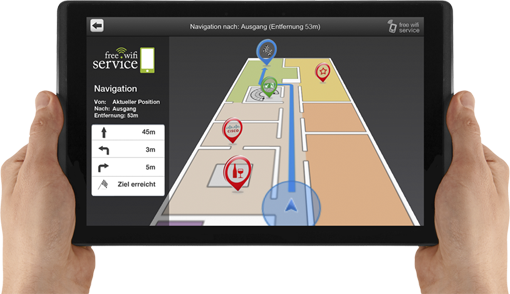 Navigation nach: Ausgang (Entfernung 53m)
free wifi
service
free wifi
service
Navigation
Von: Aktueller Position
Nach: Ausgang
Entfernung: 53m
45m
3m
5m
Ziel erreicht